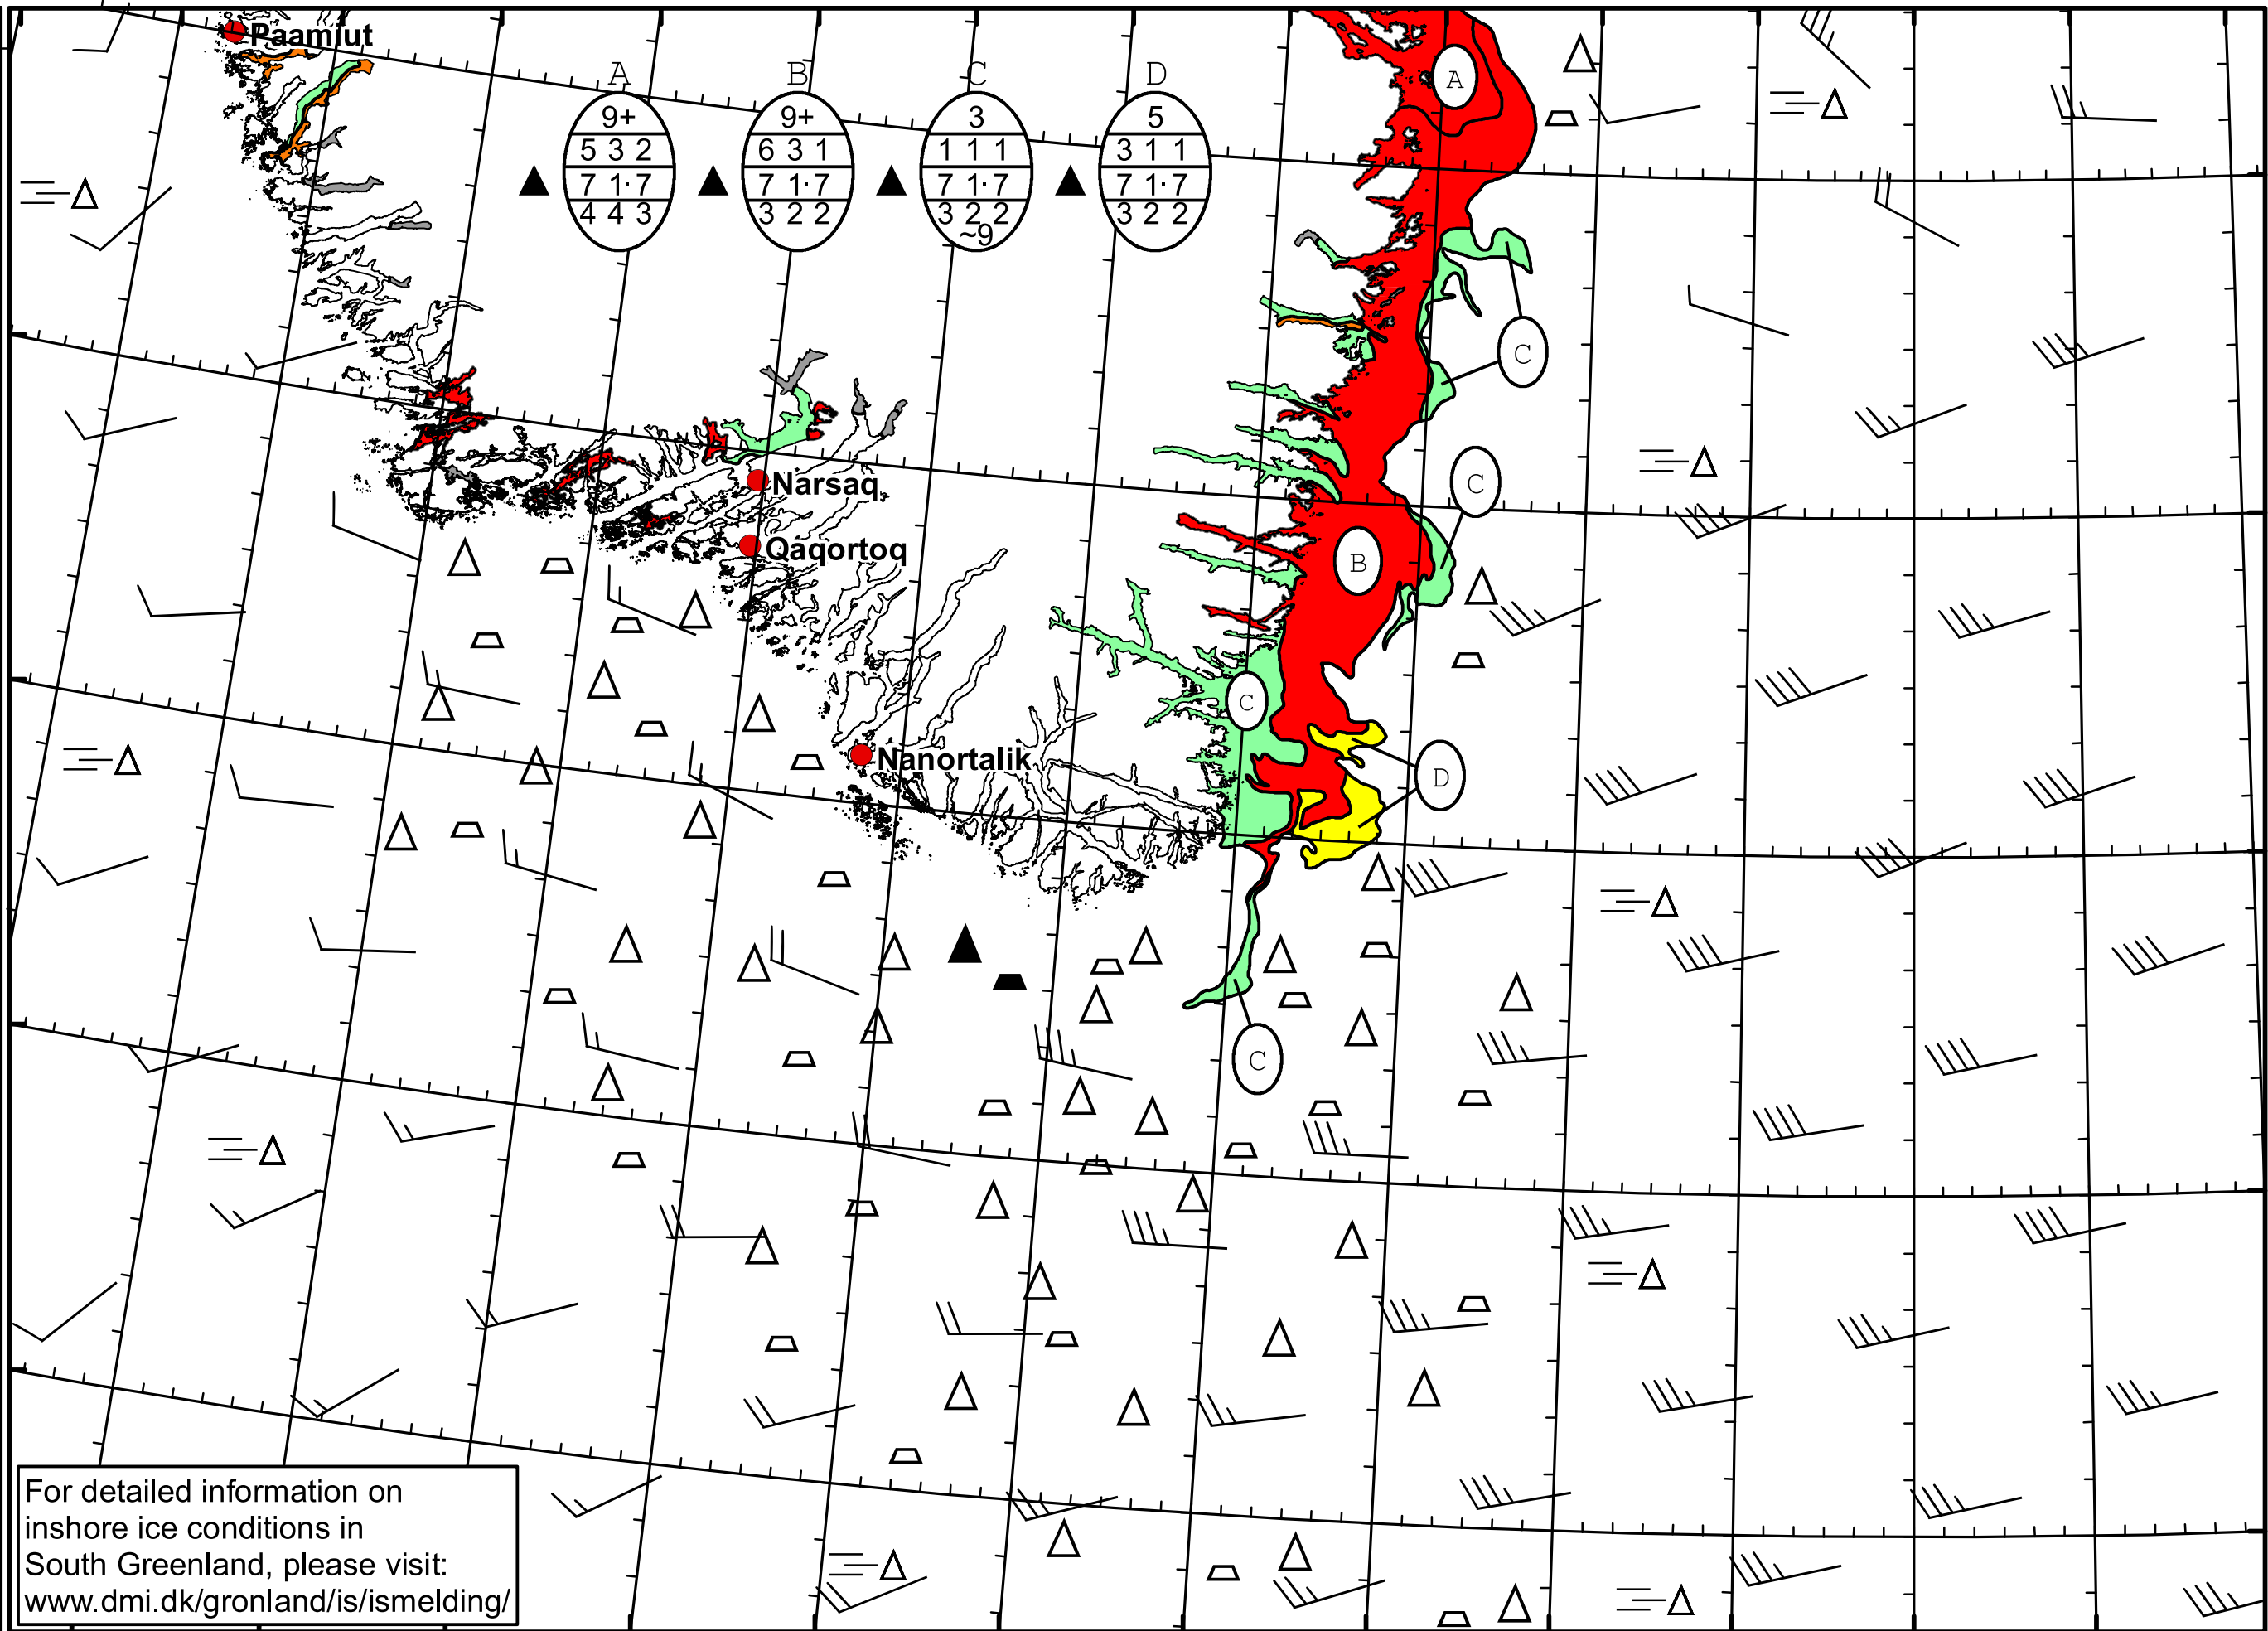 Paamiut
A B C D
9+ 9+ 3 5
5 3 2 6 3 1 1 1 1 3 1 1
7 1· 7 7 1· 7 7 1· 7 7 1· 7
4 4 3 3 2 2 3 2 2 3 2 2
~9
A
C
Narsaq
C
Qaqortoq
B
C
Nanortalik
D
C
For detailed information on
inshore ice conditions in
South Greenland, please visit:
www.dmi.dk/gronland/is/ismelding/